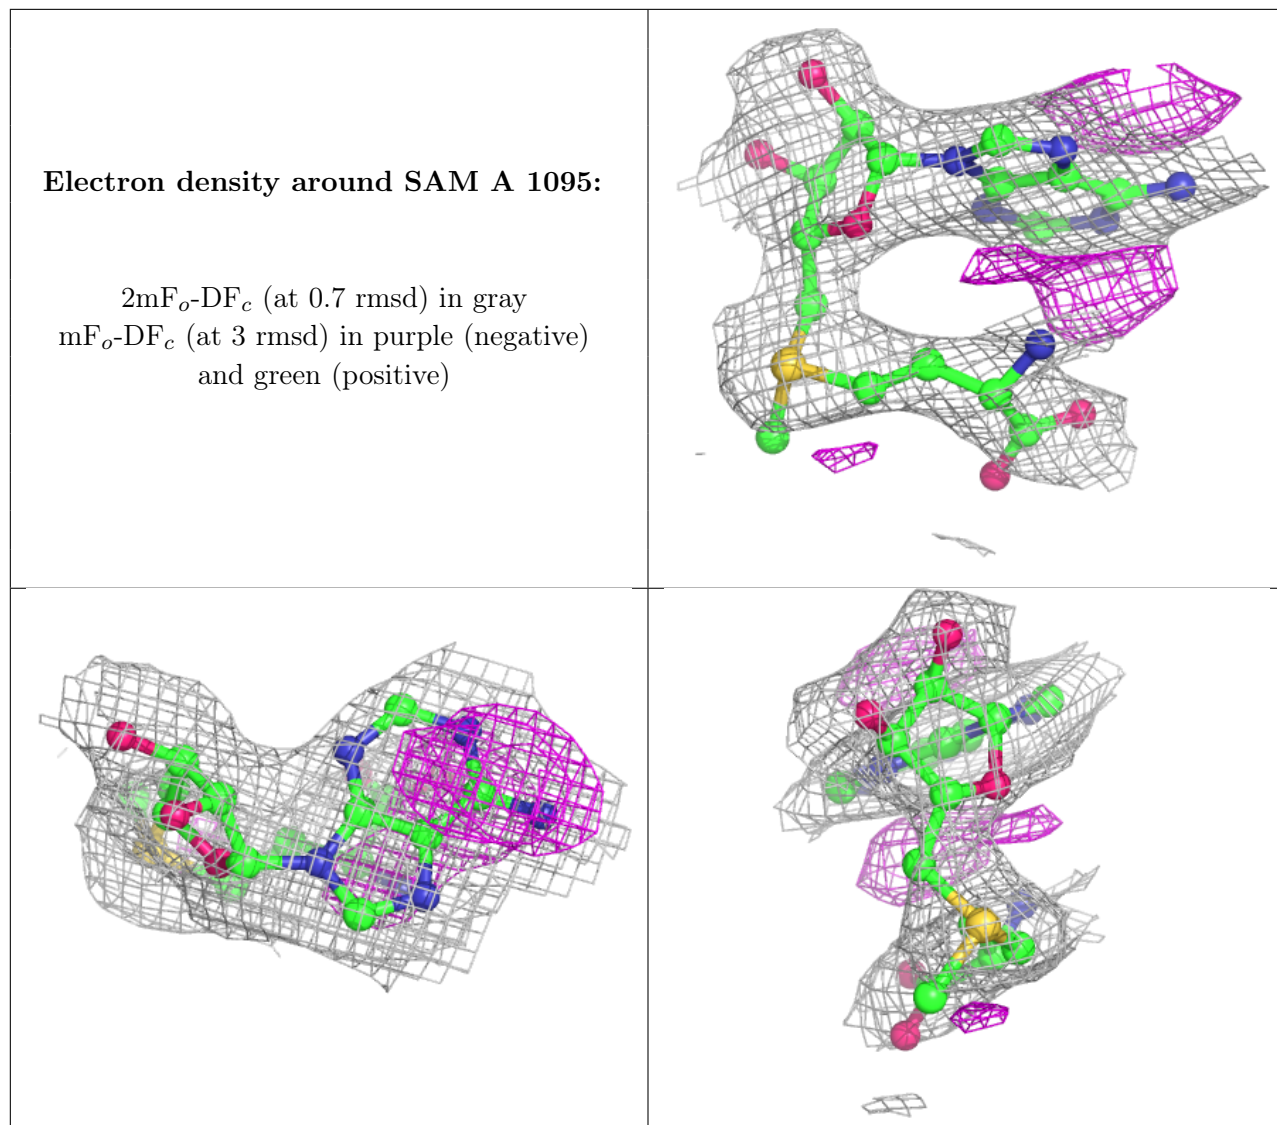 Electron density around SAM A 1095:
2mFo-DFc (at 0.7 rmsd) in gray
mFo-DFc (at 3 rmsd) in purple (negative)
and green (positive)